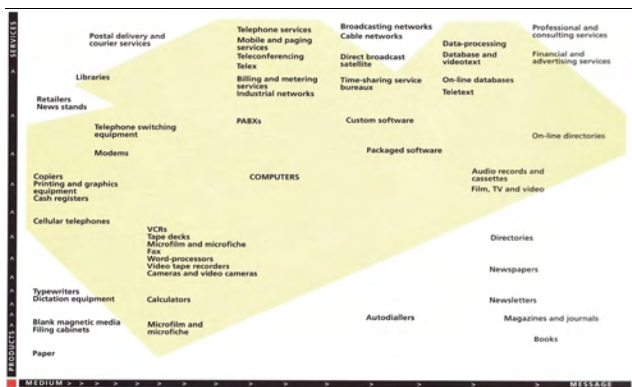 SERVICES
Postal delivery and
courier services
Telephone services
Mobile and paging
services
Teleconferencing
Telex
Broadcasting networks
Cable networks
Direct broadcast
satellite
Data-processing
Database and
videotext
Professional and
consulting services
Financial and
advertising services
Libraries
Billing and metering
services
Industrial networks
Time-sharing service
bureaux
On-line databases
Teletext
Retailers
News stands
Telephone switching
equipment
PABXs
Custom software
On-line directories
Modems
Packaged software
Copiers
Printing and graphics
equipment
Cash registers
COMPUTERS
Audio records and
cassettes
Film, TV and video
Cellular telephones
VCRs
Tape decks
Microfilm and microfiche
Fax
Word-processors
Video tape recorders
Cameras and video cameras
Directories
Newspapers
Typewriters
Dictation equipment
Calculators
Newsletters
Blank magnetic media
Filing cabinets
Microfilm and
microfiche
Autodiallers
Magazines and journals
Books
Paper
PRODUCTS
MEDIUM > > > > > > > > > > > > > MESSAGE